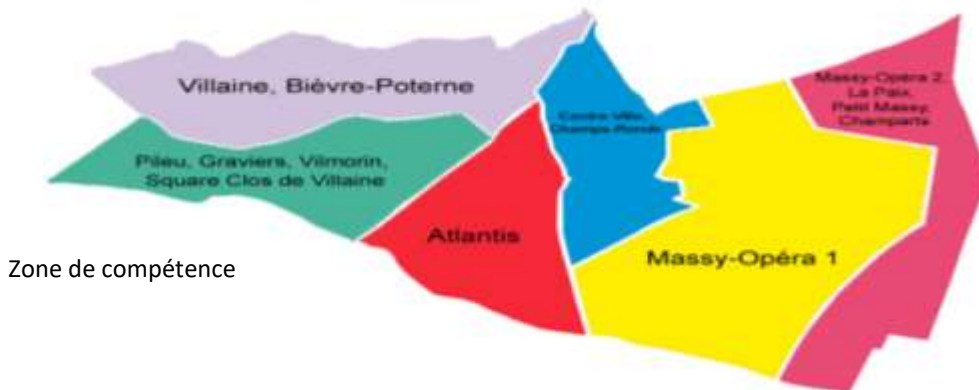 Villaine, Bièvre-Poterne
Pileu, Graviers, Vilmorin,
Square Clos de Villaine
Centre Ville,
Champs-Ronds
Massy-Opéra 2,
La Paix,
Petit Massy,
Champarts
Atlantis
Massy-Opéra 1
Zone de compétence